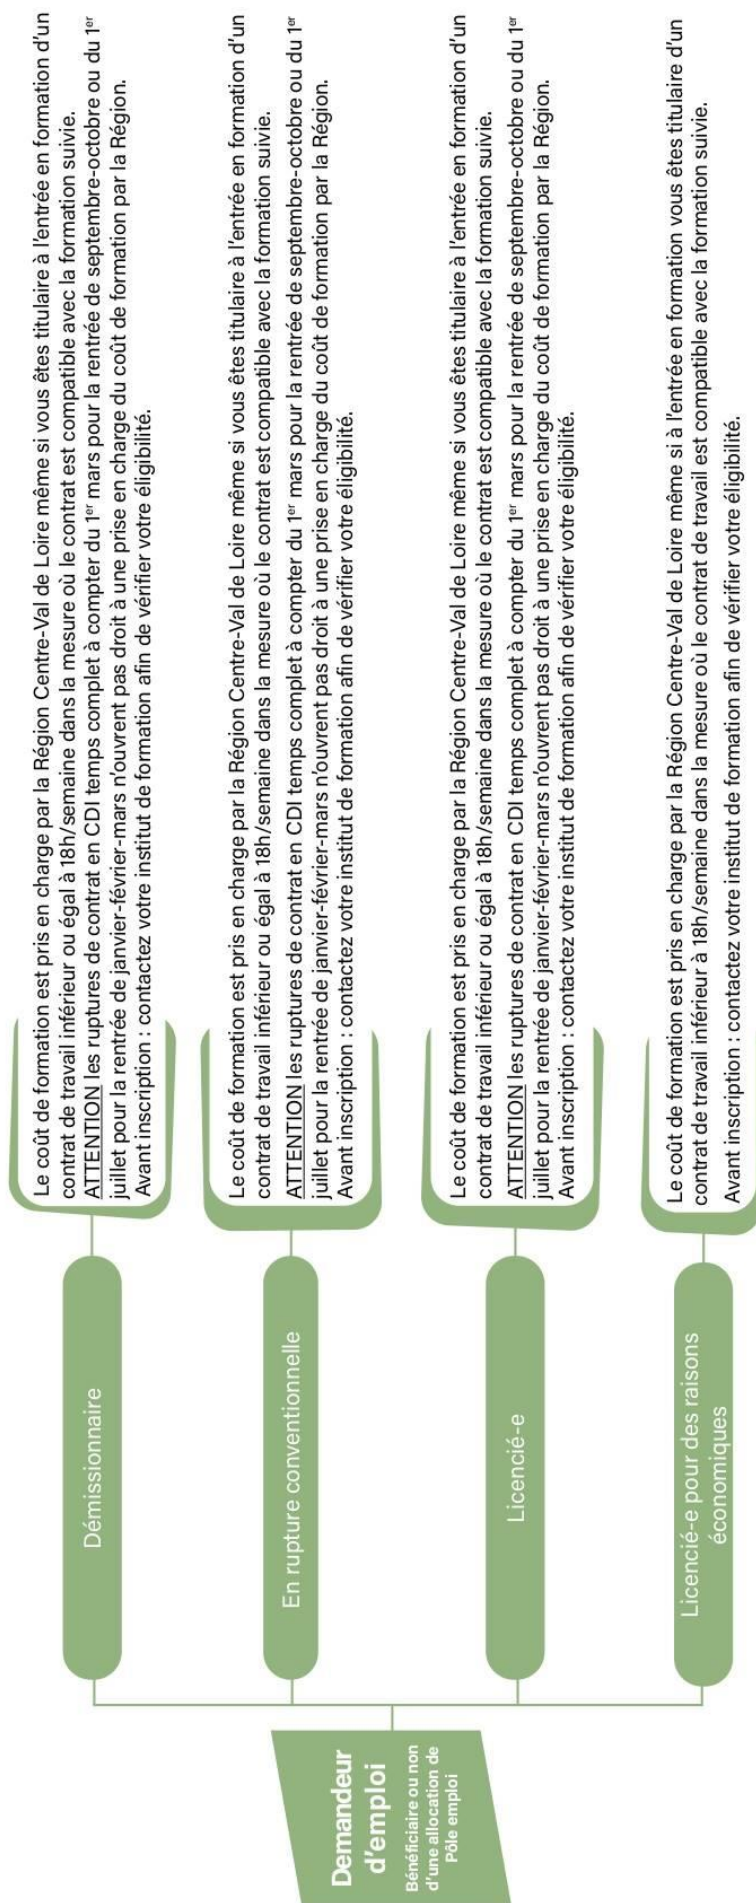 Demandeur
d'emploi
Bénéficiaire ou non
d'une allocation de
Pôle emploi
Démissionnaire
Le coût de formation est pris en charge par la Région Centre-Val de Loire même si vous êtes titulaire à l'entrée en formation d'un
contrat de travail inférieur ou égal à 18h/semaine dans la mesure où le contrat est compatible avec la formation suivie.
ATTENTION les ruptures de contrat en CDI temps complet à compter du 1er mars pour la rentrée de septembre-octobre ou du 1er
juillet pour la rentrée de janvier-février-mars n'ouvrent pas droit à une prise en charge du coût de formation par la Région.
Avant inscription : contactez votre institut de formation afin de vérifier votre éligibilité.
En rupture conventionnelle
Le coût de formation est pris en charge par la Région Centre-Val de Loire même si vous êtes titulaire à l'entrée en formation d'un
contrat de travail inférieur ou égal à 18h/semaine dans la mesure où le contrat est compatible avec la formation suivie.
ATTENTION les ruptures de contrat en CDI temps complet à compter du 1er mars pour la rentrée de septembre-octobre ou du 1er
juillet pour la rentrée de janvier-février-mars n'ouvrent pas droit à une prise en charge du coût de formation par la Région.
Avant inscription : contactez votre institut de formation afin de vérifier votre éligibilité.
Licencié-e
Le coût de formation est pris en charge par la Région Centre-Val de Loire même si vous êtes titulaire à l'entrée en formation d'un
contrat de travail inférieur ou égal à 18h/semaine dans la mesure où le contrat est compatible avec la formation suivie.
ATTENTION les ruptures de contrat en CDI temps complet à compter du 1er mars pour la rentrée de septembre-octobre ou du 1er
juillet pour la rentrée de janvier-février-mars n'ouvrent pas droit à une prise en charge du coût de formation par la Région.
Avant inscription : contactez votre institut de formation afin de vérifier votre éligibilité.
Licencié-e pour des raisons
économiques
Le coût de formation est pris en charge par la Région Centre-Val de Loire même si à l'entrée en formation vous êtes titulaire d'un
contrat de travail inférieur à 18h/semaine dans la mesure où le contrat de travail est compatible avec la formation suivie.
Avant inscription : contactez votre institut de formation afin de vérifier votre éligibilité.